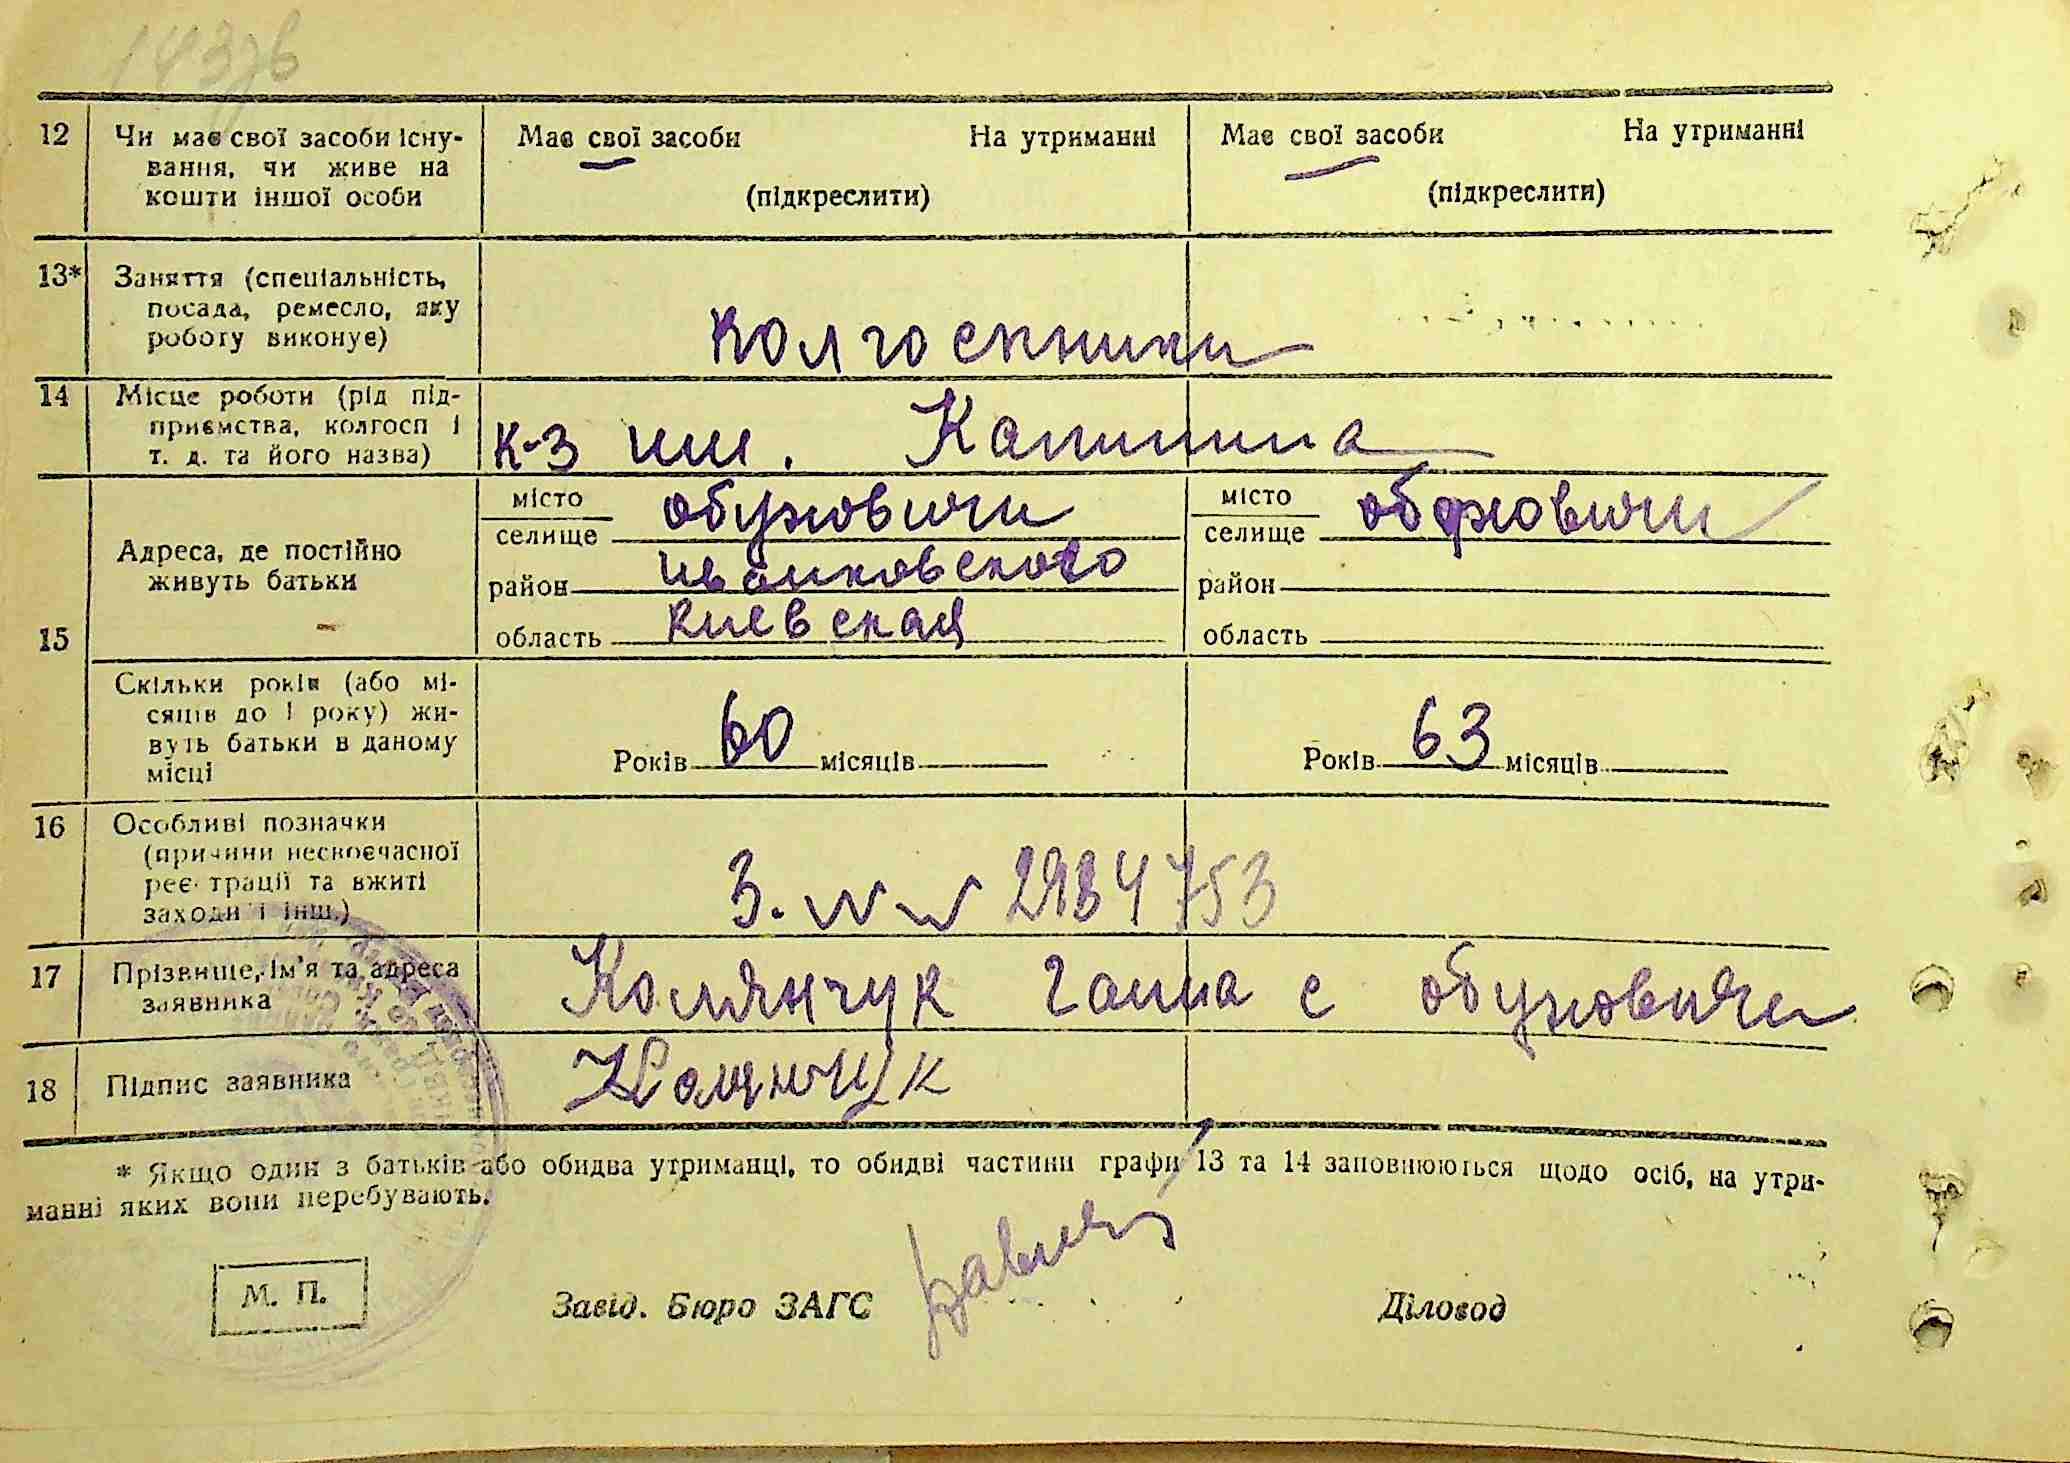 12 Чи має свої засоби існу- Має свої засоби На утриманні Має свої засоби На утриманні
вання, чи живе на
кошти іншої особи (підкреслити) (підкреслити)
13* Заняття (спеціальність,
посада, ремесло, яку
роботу виконує) колгоспники
14 Місце роботи (рід під-
приємства, колгосп і
т. д. та його назва) К-З им. Калинина
місто обуховичи місто обуховичи
селище селище
Адреса, де постійно
живуть батьки район иванковского район
15 область киевская область
Скільки років (або мі-
сяців до 1 року) жи-
вуть батьки в даному
місці Років 60 місяців Років 63 місяців
16 Особливі позначки
(причини несвоєчасної
реєстрації та вжиті
заходи і інш.) 2984753
17 Прізвище, ім'я та адреса
заявника Колянчук Ганна с обуховичи
18 Підпис заявника Колянчук
* Якщо один з батьків або обидва утриманці, то обидві частини графи 13 та 14 заповнюються щодо осіб, на утри-
манні яких вони перебувають.
М. П. Завід. Бюро ЗАГС Діловод